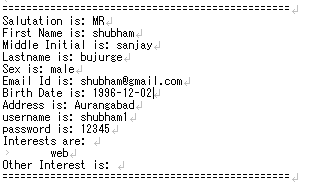 ==================================================
Salutation is: MR
First Name is: shubham
Middle Initial is: sanjay
Lastname is: bujurge
Sex is: male
Email Id is: shubham@gmail.com
Birth Date is: 1996-12-02
Address is: Aurangabad
username is: shubham1
password is: 12345
Interests are:
web
Other Interest is:
==================================================